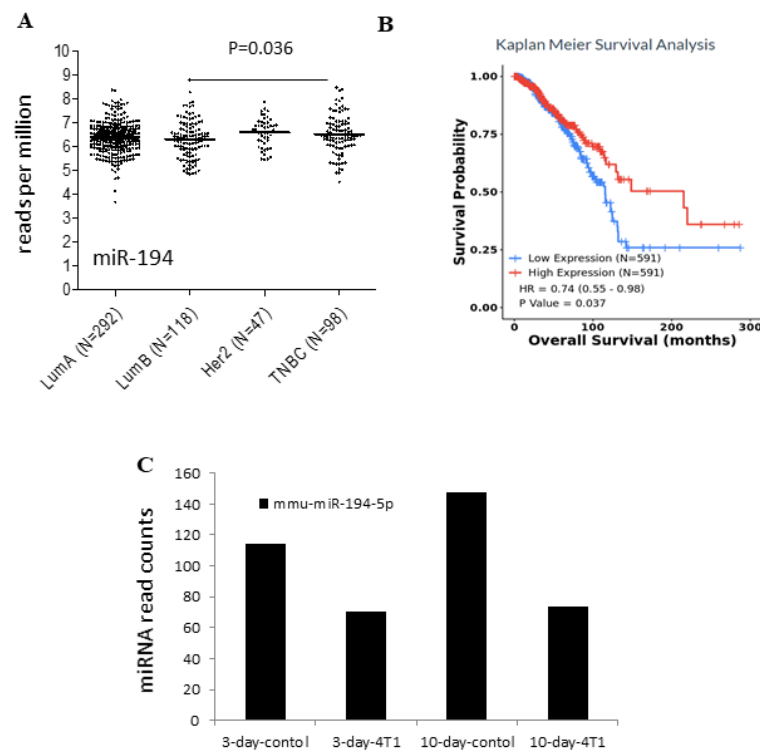 A
P=0.036
10
9
8
7
6
5
4
3
2
1
0
reads per million
miR-194
LumA (N=292)
LumB (N=118)
Her2 (N=47)
TNBC (N=98)
B
Kaplan Meier Survival Analysis
1.00
0.75
0.50
0.25
0.00
Survival Probability
Low Expression (N=591)
High Expression (N=591)
HR = 0.74 (0.55 - 0.98)
P Value = 0.037
0 100 200 300
Overall Survival (months)
C
160
140
120
100
80
60
40
20
0
miRNA read counts
mmu-miR-194-5p
3-day-contol 3-day-4T1 10-day-contol 10-day-4T1